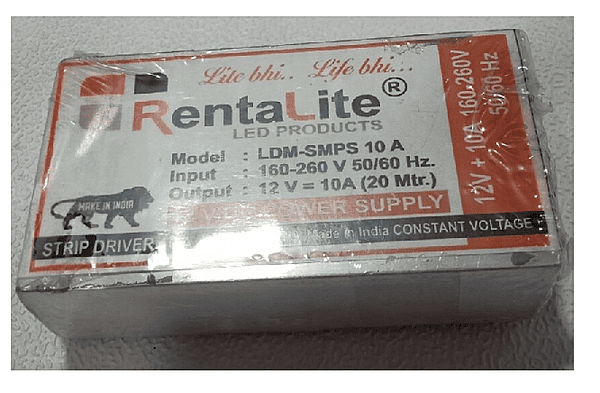 Lite bhi.. Life bhi...
RentaLite®
LED PRODUCTS
Model : LDM-SMPS 10 A
Input : 160-260 V 50/60 Hz.
Output : 12 V = 10A (20 Mtr.)
POWER SUPPLY
MAKE IN INDIA
STRIP DRIVER
Made in India CONSTANT VOLTAGE
12V + 10A 160-260V
50/60 Hz